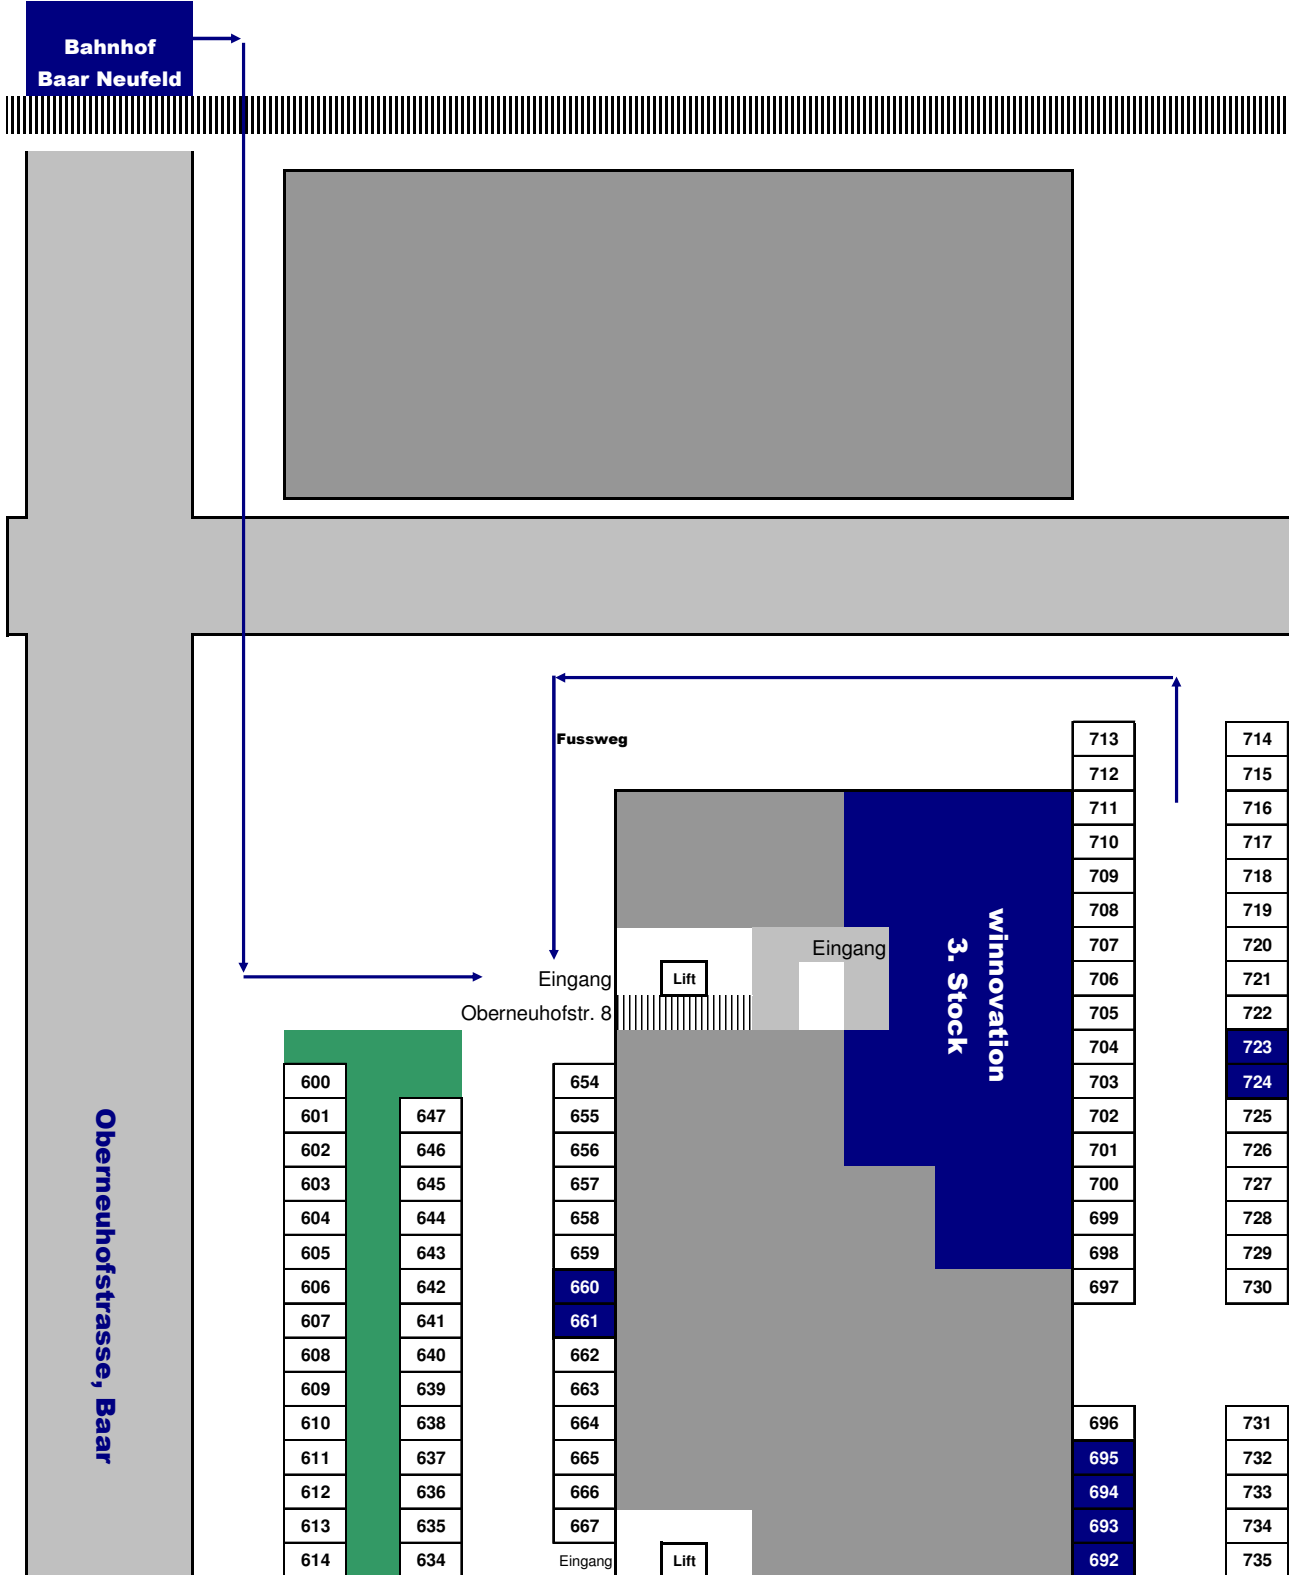 Bahnhof
Baar Neufeld
Fussweg
713 714
712 715
711 716
710 717
709 718
708 719
707 720
Eingang
Eingang Lift 706 721
Oberneuhofstr. 8 705 722
winnovation
3. Stock
704 723
600 654 703 724
601 647 655 702 725
602 646 656 701 726
603 645 657 700 727
604 644 658 699 728
605 643 659 698 729
606 642 660 697 730
607 641 661
608 640 662
609 639 663
610 638 664 696 731
611 637 665 695 732
612 636 666 694 733
613 635 667 693 734
614 634 Eingang Lift 692 735
Oberneuhofstrasse, Baar